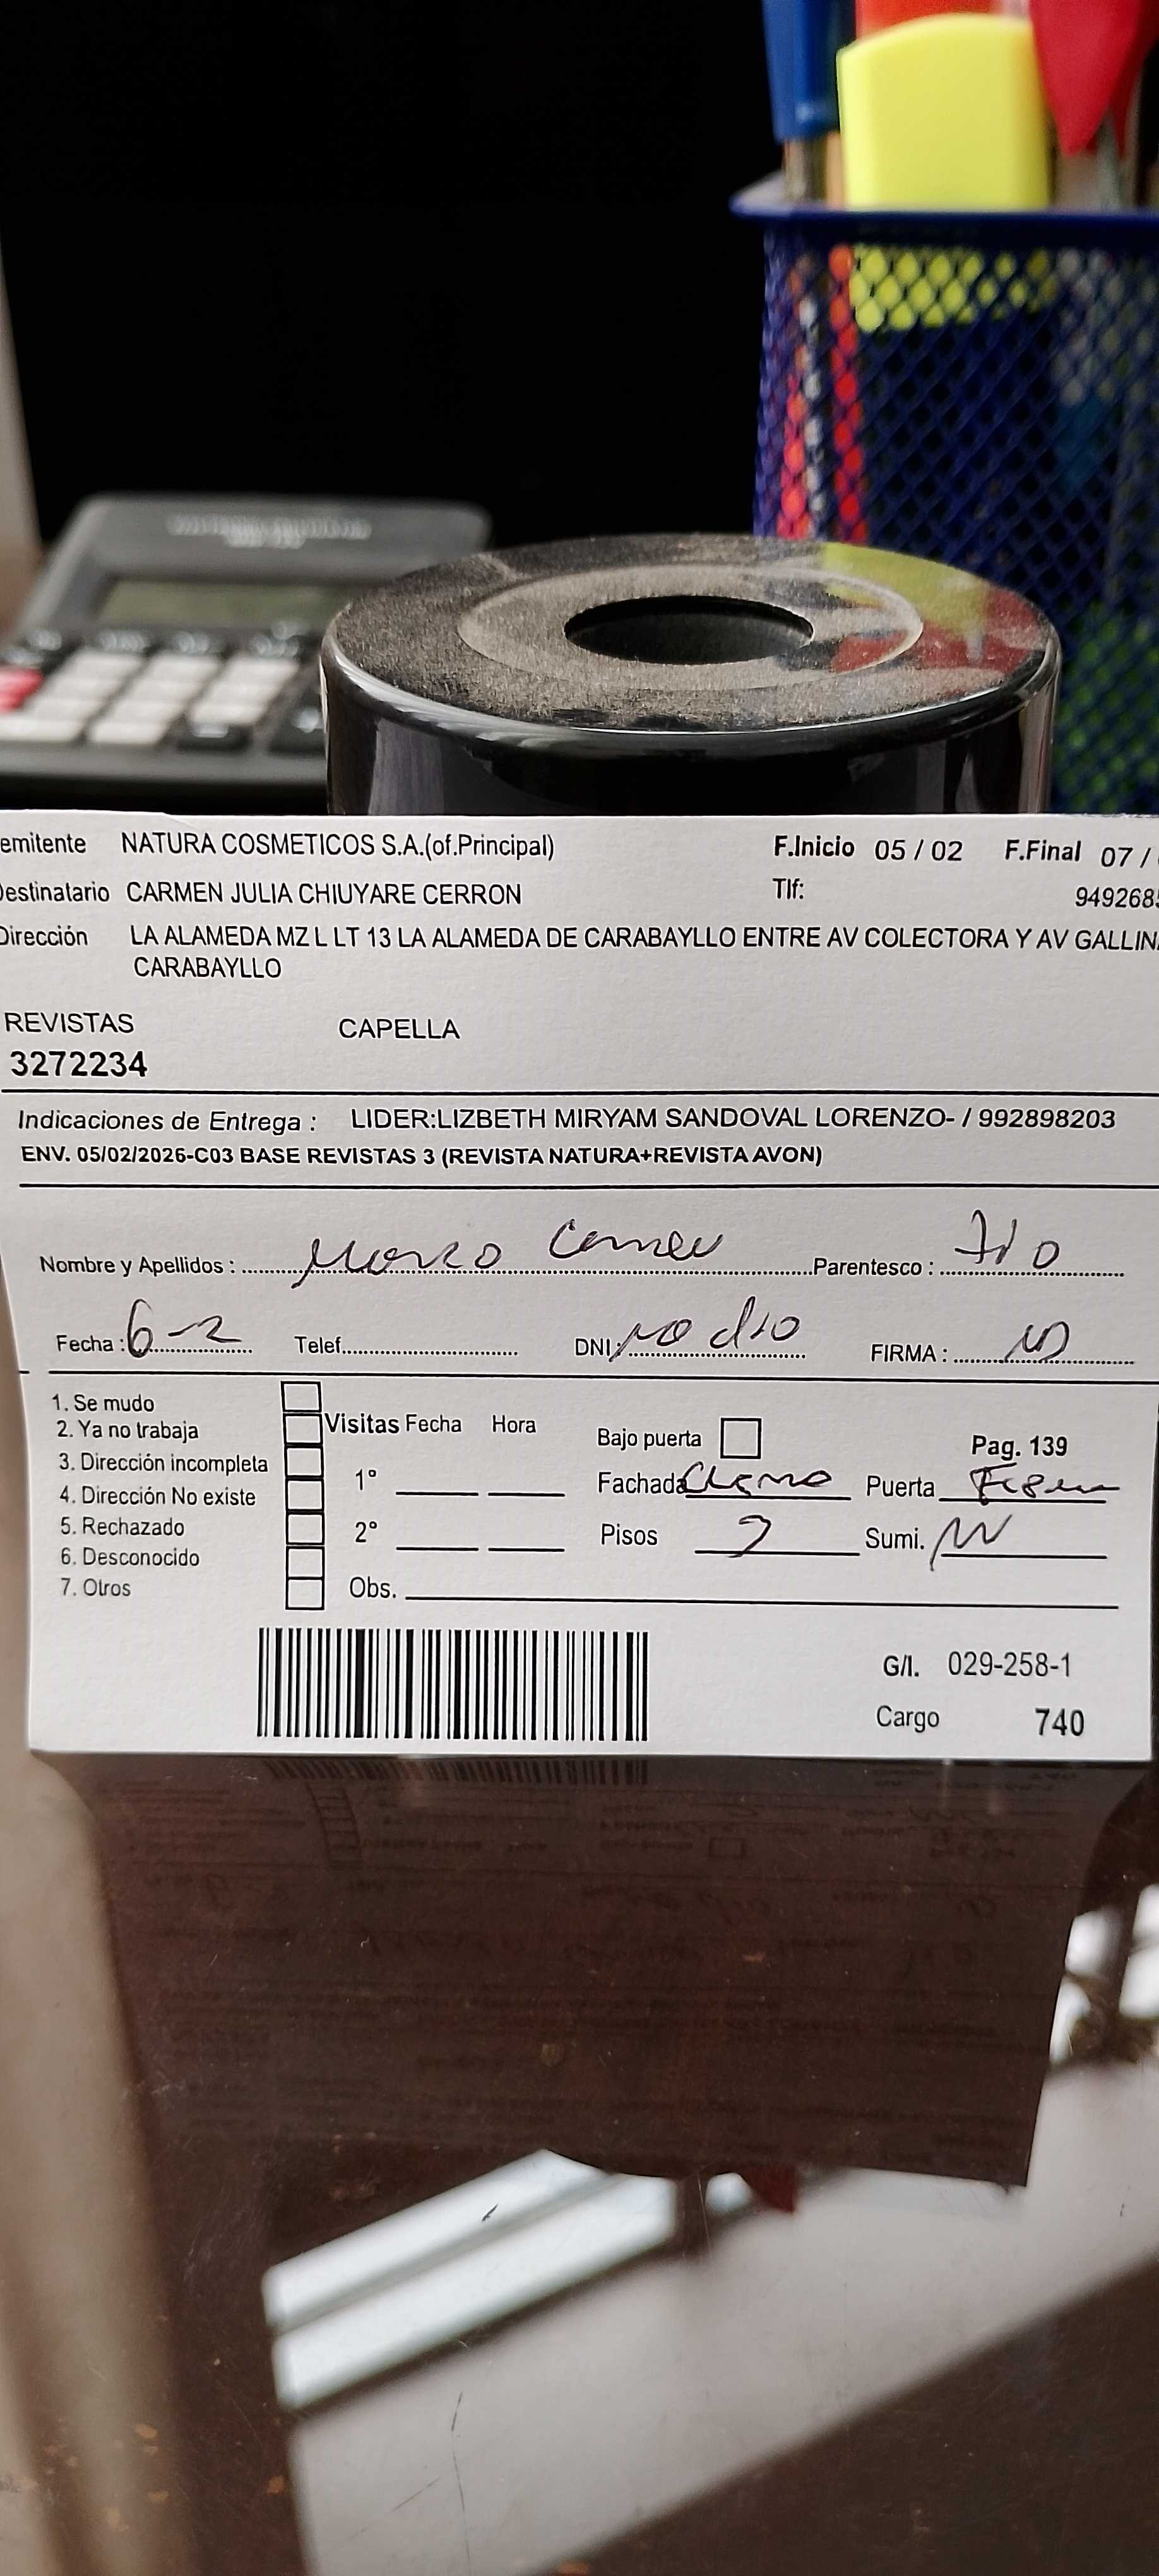 emitente NATURA COSMETICOS S.A.(of.Principal) F.Inicio 05 / 02 F.Final 07 /
Destinatario CARMEN JULIA CHIUYARE CERRON Tlf: 949268
Dirección LA ALAMEDA MZ L LT 13 LA ALAMEDA DE CARABAYLLO ENTRE AV COLECTORA Y AV GALLIN
CARABAYLLO
REVISTAS CAPELLA
3272234
Indicaciones de Entrega : LIDER:LIZBETH MIRYAM SANDOVAL LORENZO- / 992898203
ENV. 05/02/2026-C03 BASE REVISTAS 3 (REVISTA NATURA+REVISTA AVON)
Nombre y Apellidos : Parentesco :
Fecha : 6-2 Telef. DNI: no dio FIRMA :
1. Se mudo
2. Ya no trabaja Visitas Fecha Hora Bajo puerta Pag. 139
3. Dirección incompleta 1° Fachada Puerta
4. Dirección No existe
5. Rechazado 2° Pisos Sumi.
6. Desconocido
7. Otros Obs.
G/I. 029-258-1
Cargo 740